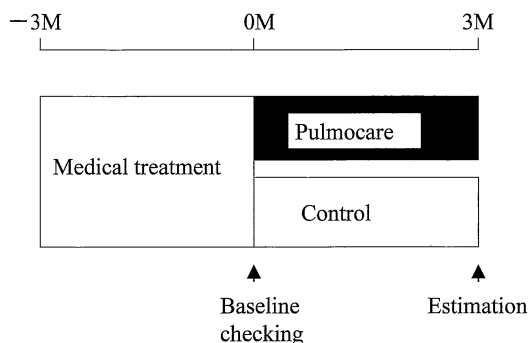 −3M 0M 3M
Pulmocare
Medical treatment
Control
Baseline Estimation
checking